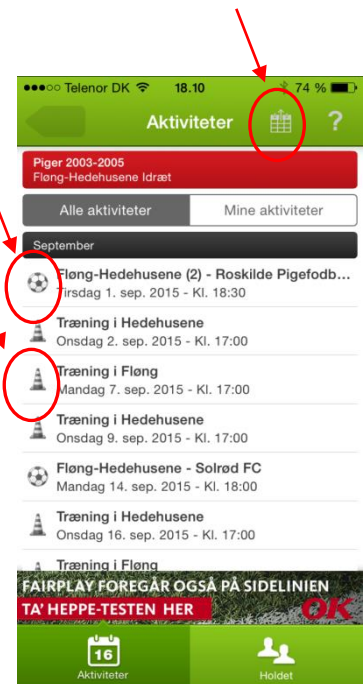 Telenor DK 18.10 74 %
Aktiviteter ?
Piger 2003-2005
Fløng-Hedehusene Idræt
Alle aktiviteter Mine aktiviteter
September
Fløng-Hedehusene (2) - Roskilde Pigefodb...
Tirsdag 1. sep. 2015 - Kl. 18:30
Træning i Hedehusene
Onsdag 2. sep. 2015 - Kl. 17:00
Træning i Fløng
Mandag 7. sep. 2015 - Kl. 17:00
Træning i Hedehusene
Onsdag 9. sep. 2015 - Kl. 17:00
Fløng-Hedehusene - Solrød FC
Mandag 14. sep. 2015 - Kl. 18:00
Træning i Hedehusene
Onsdag 16. sep. 2015 - Kl. 17:00
Træning i Fløng
FAIRPLAY FOREGÅR OGSÅ PÅ SIDELINIEN
TA' HEPPE-TESTEN HER OK
16
Aktiviteter Holdet